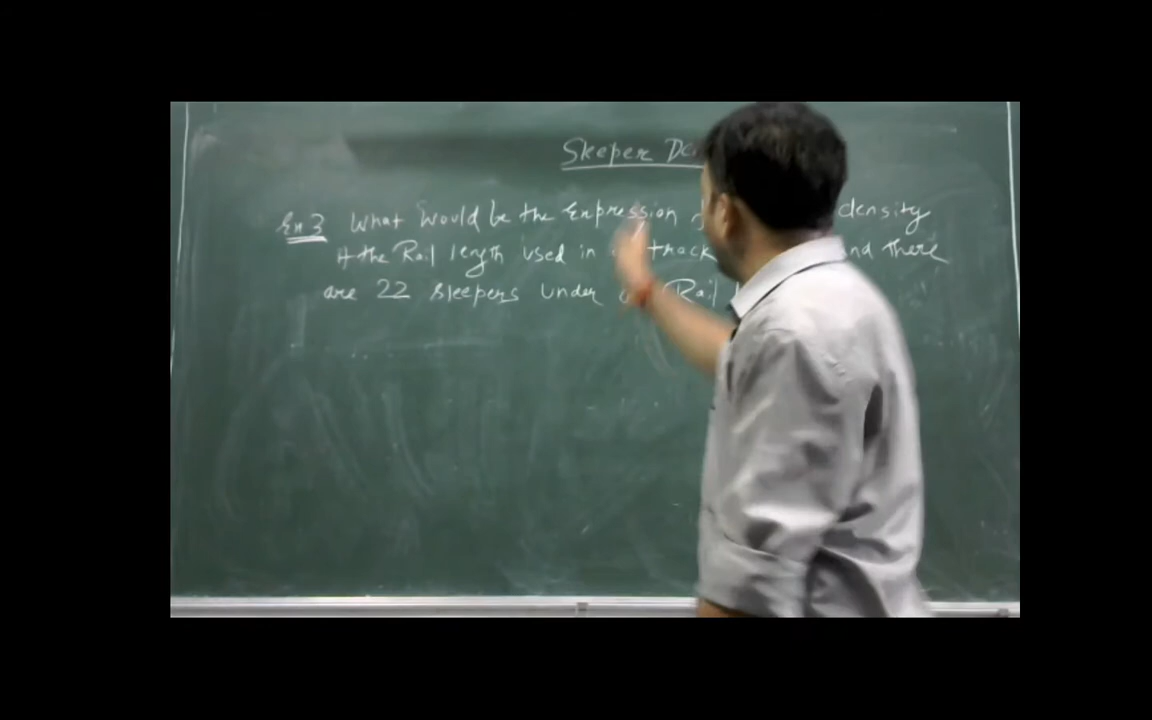 Sleeper De
Ex 3 What would be the Expression density
if the Rail length used in track and there
are 22 sleepers under Rail